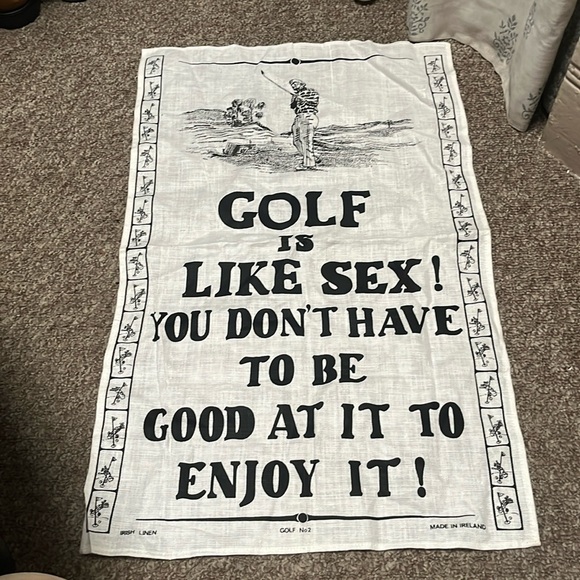 GOLF
IS
LIKE SEX!
YOU DON'T HAVE
TO BE
GOOD AT IT TO
ENJOY IT!
IRISH LINEN GOLF No2 MADE IN IRELAND